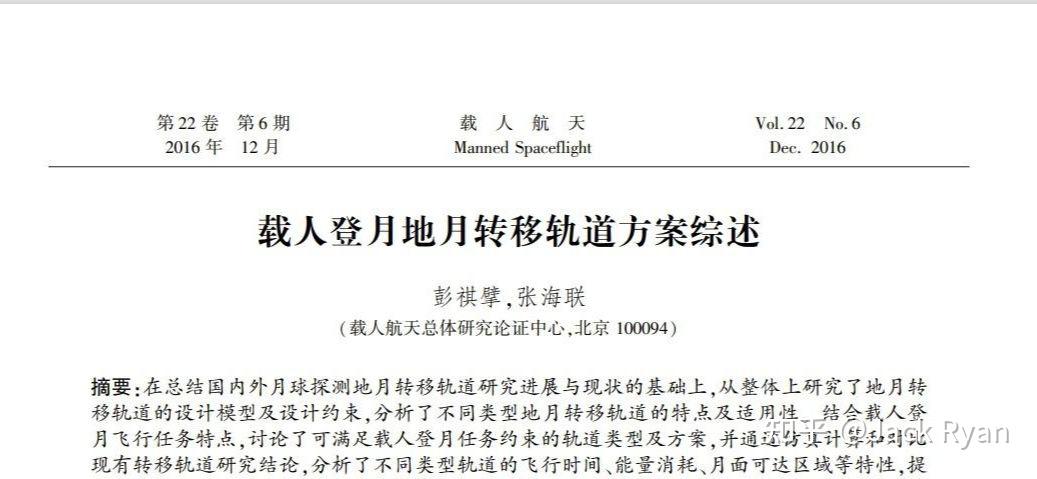 第 22 卷 第 6 期 载 人 航 天 Vol. 22 No. 6
2016 年 12 月 Manned Spaceflight Dec. 2016
载人登月地月转移轨道方案综述
彭祺擘,张海联
(载人航天总体研究论证中心,北京 100094)
摘要:在总结国内外月球探测地月转移轨道研究进展与现状的基础上,从整体上研究了地月转
移轨道的设计模型及设计约束,分析了不同类型地月转移轨道的特点及适用性。结合载人登
月飞行任务特点,讨论了可满足载人登月任务约束的轨道类型及方案,并通过仿真计算和对比
现有转移轨道研究结论,分析了不同类型轨道的飞行时间、能量消耗、月面可达区域等特性,提
知乎 @Jack Ryan